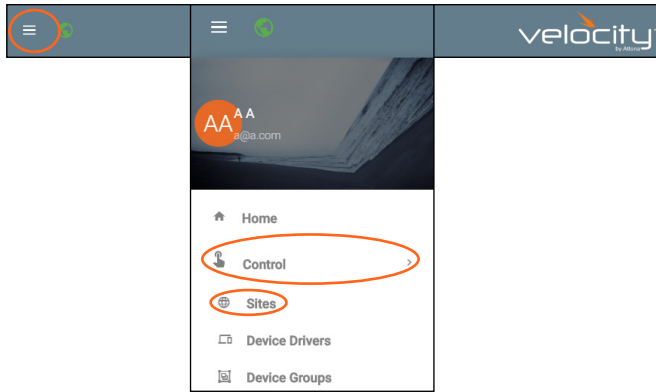 velocity
by Atlona
AA
A A
a@a.com
Home
Control
Sites
Device Drivers
Device Groups